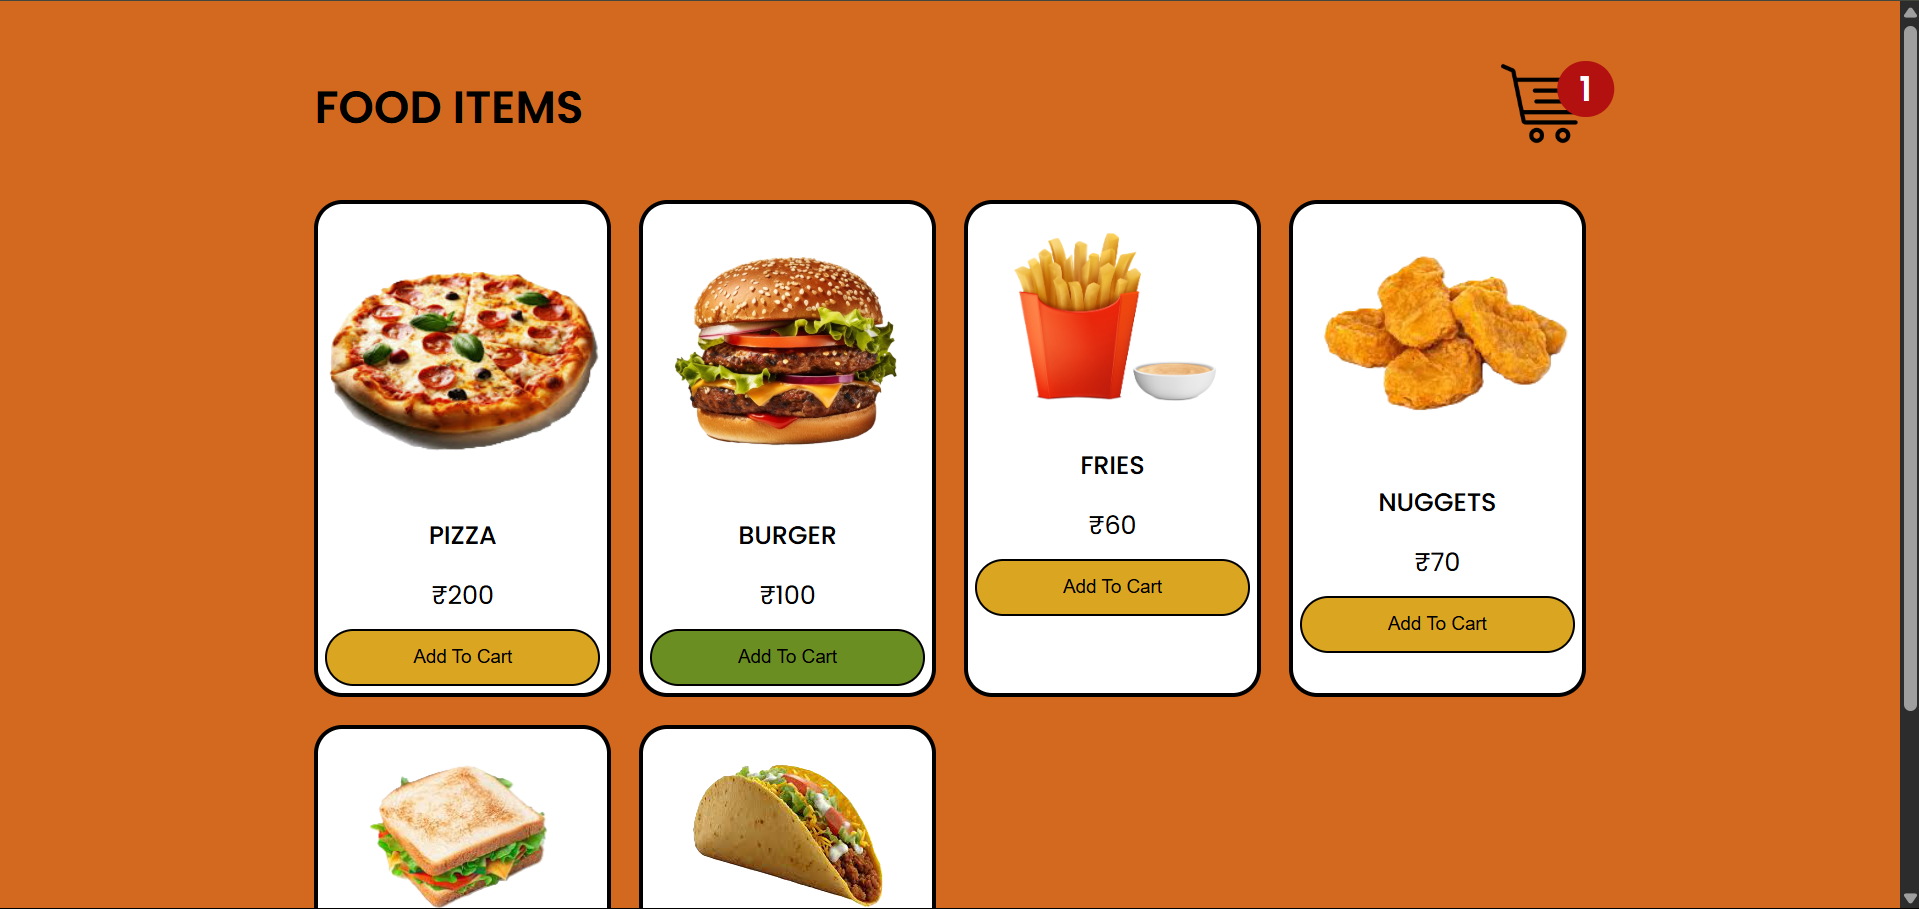 FOOD ITEMS
1
PIZZA
₹200
Add To Cart
BURGER
₹100
Add To Cart
FRIES
₹60
Add To Cart
NUGGETS
₹70
Add To Cart